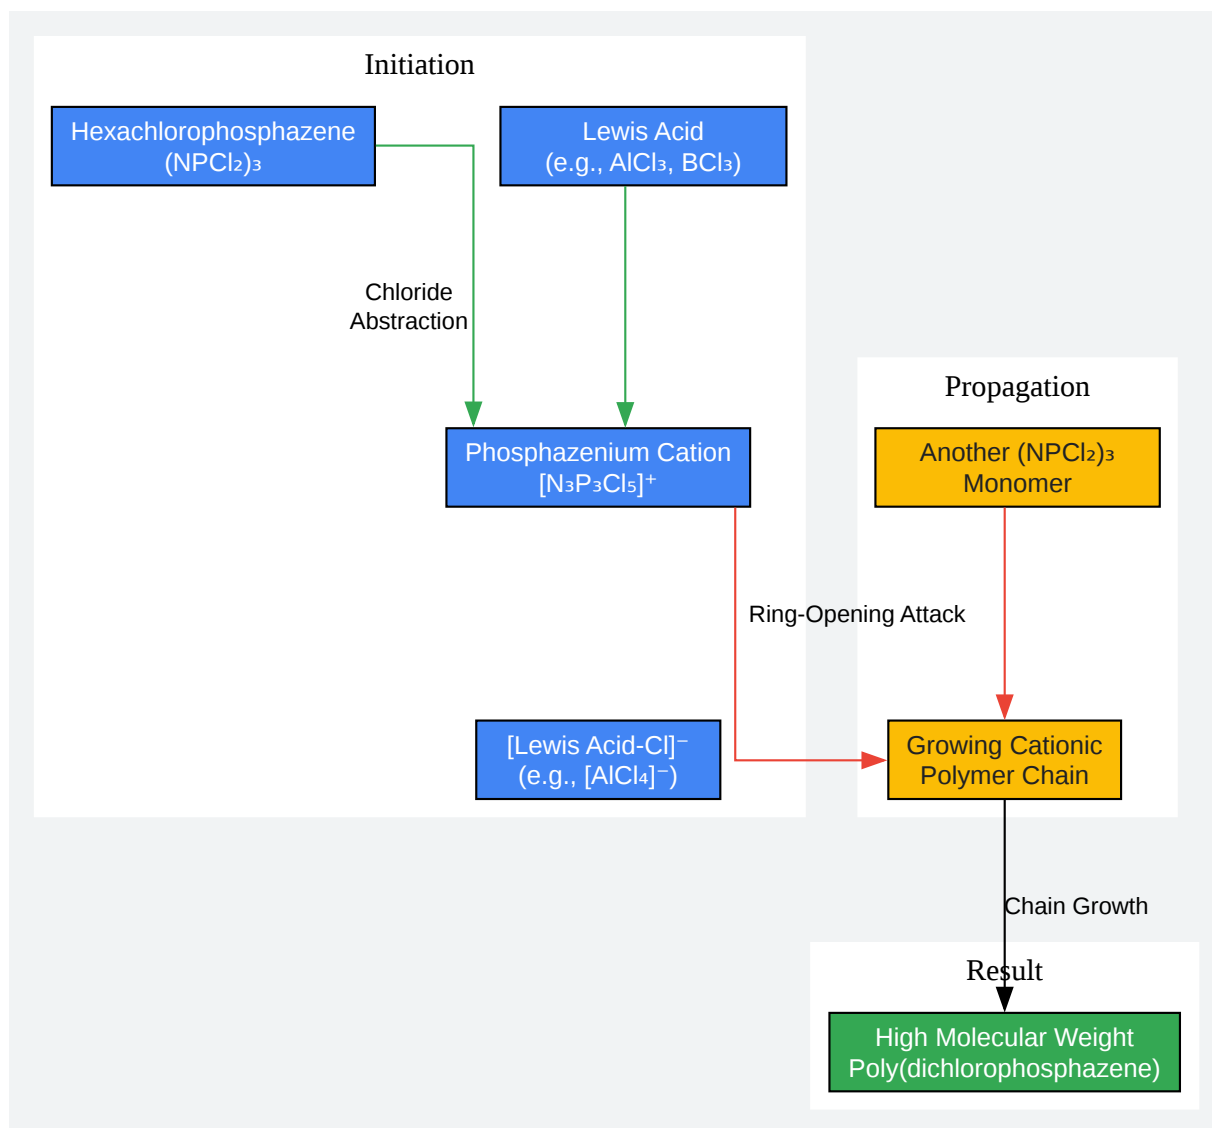 Initiation
Hexachlorophosphazene
(NPCl₂)₃
Lewis Acid
(e.g., AlCl₃, BCl₃)
Chloride
Abstraction
Phosphazenium Cation
[N₃P₃Cl₅]⁺
Propagation
Another (NPCl₂)₃
Monomer
Ring-Opening Attack
[Lewis Acid-Cl]⁻
(e.g., [AlCl₄]⁻)
Growing Cationic
Polymer Chain
Chain Growth
Result
High Molecular Weight
Poly(dichlorophosphazene)